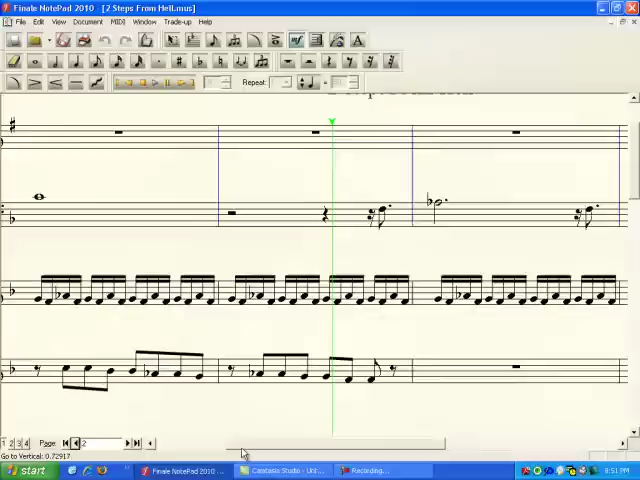 Finale NotePad 2010 - [2 Steps From Hell.mus]
File Edit View Document MIDI Window Trade-up Help
mf
Repeat:
=
1 2 3 4 Page: 2
Go to Vertical: 0.72917
start
Finale NotePad 2010 ...
Camtasia Studio - Unt...
Recording...
8:51 PM